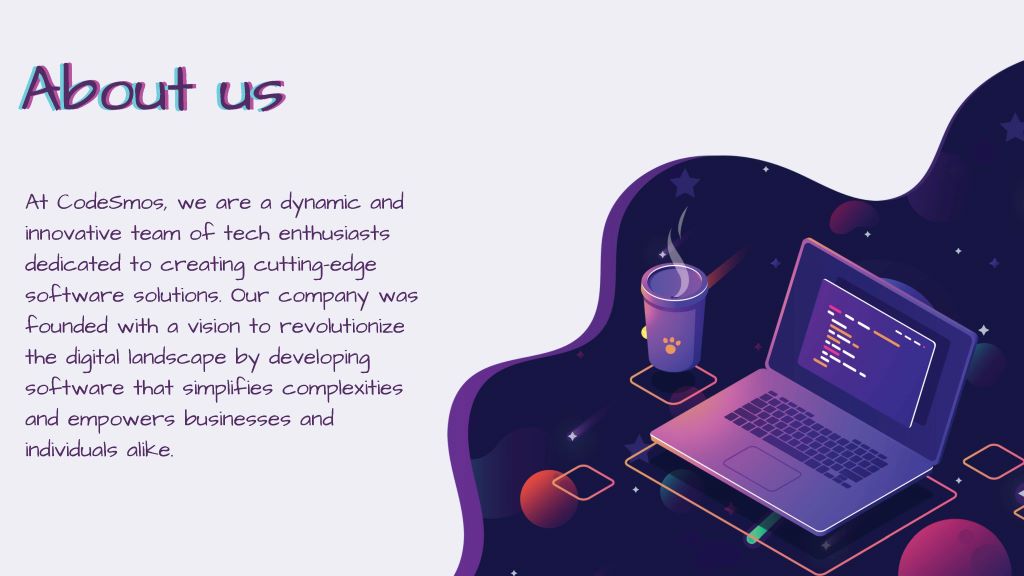 About us
At CodeSmos, we are a dynamic and
innovative team of tech enthusiasts
dedicated to creating cutting-edge
software solutions. Our company was
founded with a vision to revolutionize
the digital landscape by developing
software that simplifies complexities
and empowers businesses and
individuals alike.